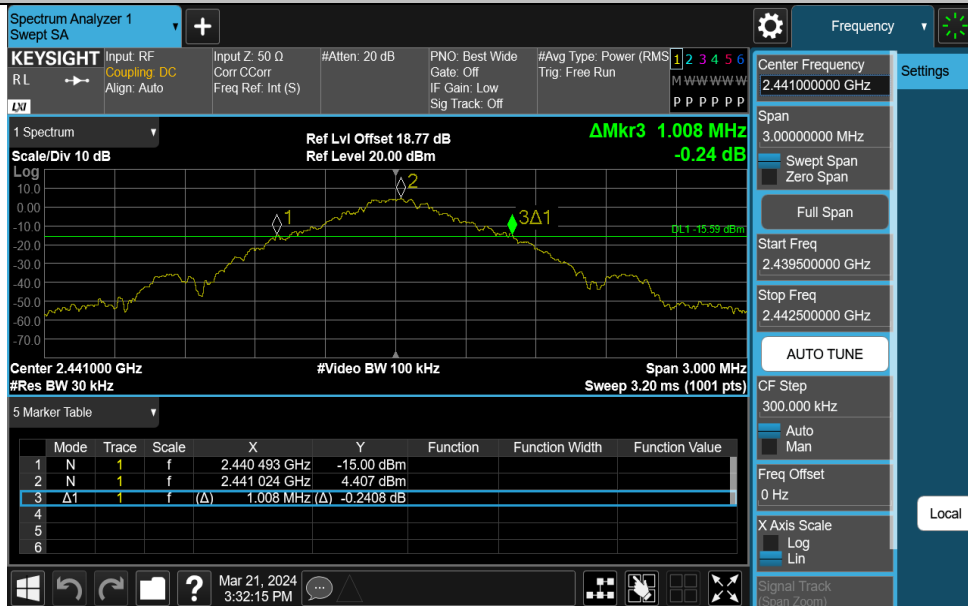 Spectrum Analyzer 1
Swept SA
+
Frequency
KEYSIGHT
RL
LXI
Input: RF
Coupling: DC
Align: Auto
Input Z: 50 Ω
Corr CCorr
Freq Ref: Int (S)
#Atten: 20 dB
PNO: Best Wide
Gate: Off
IF Gain: Low
Sig Track: Off
#Avg Type: Power (RMS
Trig: Free Run
1 2 3 4 5 6
M W W W W W
P P P P P P
1 Spectrum
Scale/Div 10 dB
Ref Lvl Offset 18.77 dB
Ref Level 20.00 dBm
ΔMkr3 1.008 MHz
-0.24 dB
Log
10.0
0.00
-10.0
-20.0
-30.0
-40.0
-50.0
-60.0
-70.0
1
2
3Δ1
DL1 -15.59 dBm
Center 2.441000 GHz
#Video BW 100 kHz
Span 3.000 MHz
#Res BW 30 kHz
Sweep 3.20 ms (1001 pts)
5 Marker Table
Mode Trace Scale X Y Function Function Width Function Value
1 N 1 f 2.440 493 GHz -15.00 dBm
2 N 1 f 2.441 024 GHz 4.407 dBm
3 Δ1 1 f (Δ) 1.008 MHz (Δ) -0.2408 dB
4
5
6
?
Mar 21, 2024
3:32:15 PM
Center Frequency
2.441000000 GHz
Span
3.00000000 MHz
Swept Span
Zero Span
Full Span
Start Freq
2.439500000 GHz
Stop Freq
2.442500000 GHz
AUTO TUNE
CF Step
300.000 kHz
Auto
Man
Freq Offset
0 Hz
X Axis Scale
Log
Lin
Signal Track
(Span Zoom)
Settings
Local